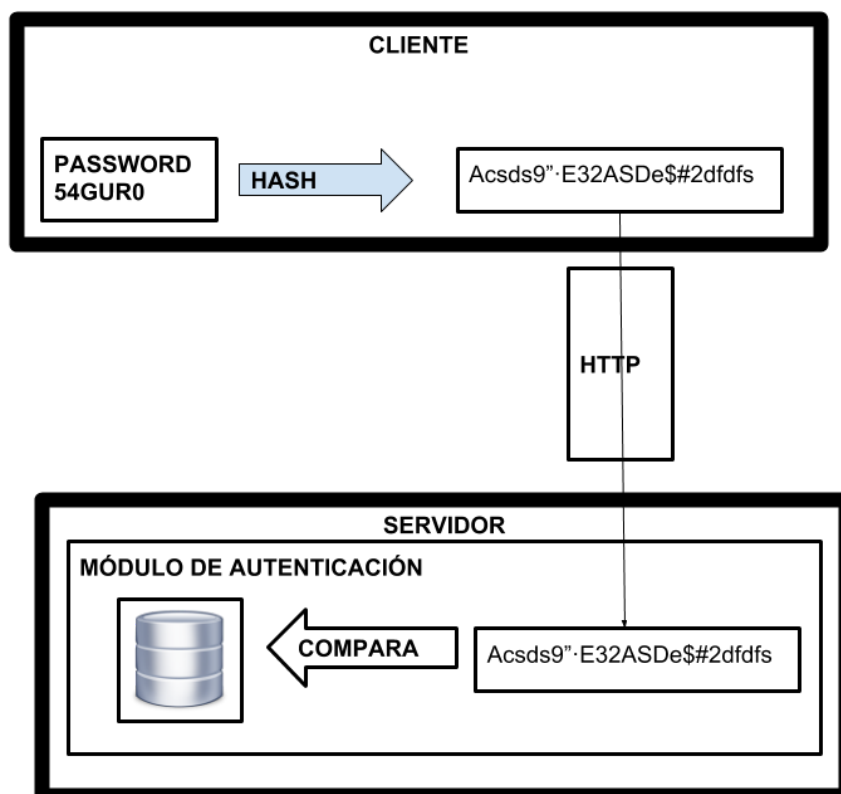 CLIENTE
PASSWORD
54GUR0
HASH
Acsds9”·E32ASDe$#2dfdfs
HTTP
SERVIDOR
MÓDULO DE AUTENTICACIÓN
COMPARA
Acsds9”·E32ASDe$#2dfdfs